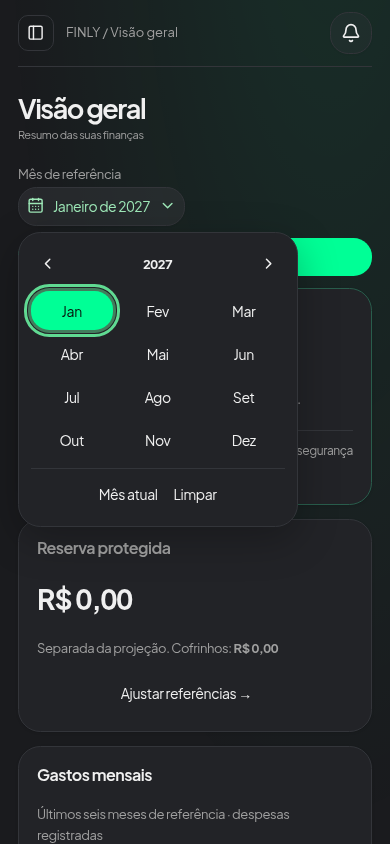 FINLY / Visão geral
Visão geral
Resumo das suas finanças
Mês de referência
Janeiro de 2027
2027
Jan Fev Mar
Abr Mai Jun
Jul Ago Set
Out Nov Dez
segurança
Mês atual Limpar
Reserva protegida
R$ 0,00
Separada da projeção. Cofrinhos: R$ 0,00
Ajustar referências →
Gastos mensais
Últimos seis meses de referência · despesas
registradas